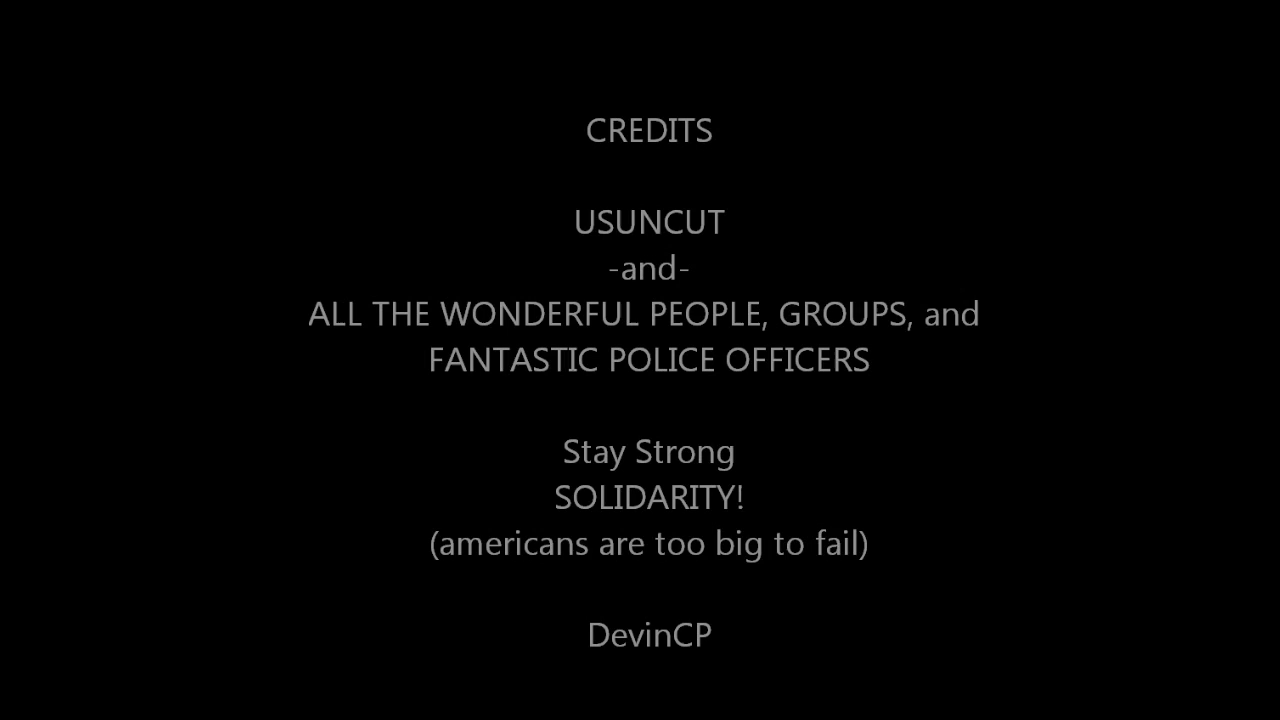 CREDITS
USUNCUT
-and-
ALL THE WONDERFUL PEOPLE, GROUPS, and
FANTASTIC POLICE OFFICERS
Stay Strong
SOLIDARITY!
(americans are too big to fail)
DevinCP